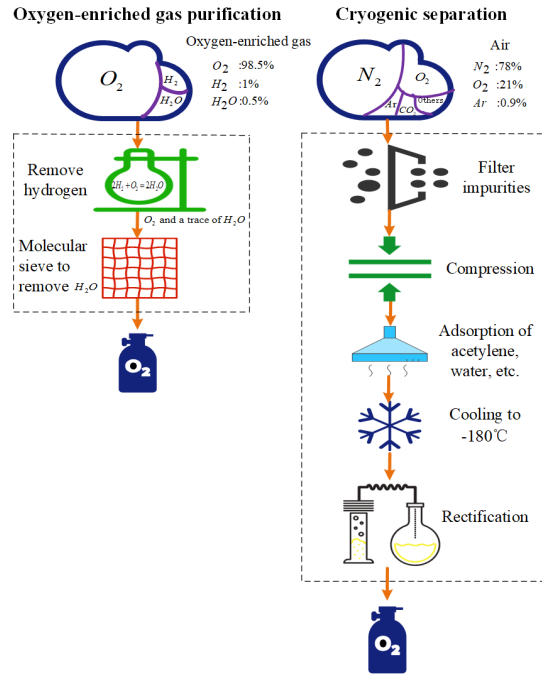 Oxygen-enriched gas purification
Oxygen-enriched gas
O₂
H₂
H₂O
O₂ :98.5%
H₂ :1%
H₂O:0.5%
Remove
hydrogen
2H₂+O₂=2H₂O
O₂ and a trace of H₂O
Molecular
sieve to
remove H₂O
O₂
Cryogenic separation
Air
N₂
O₂
Ar
CO₂
Others
N₂ :78%
O₂ :21%
Ar :0.9%
Filter
impurities
Compression
Adsorption of
acetylene,
water, etc.
Cooling to
-180℃
Rectification
O₂